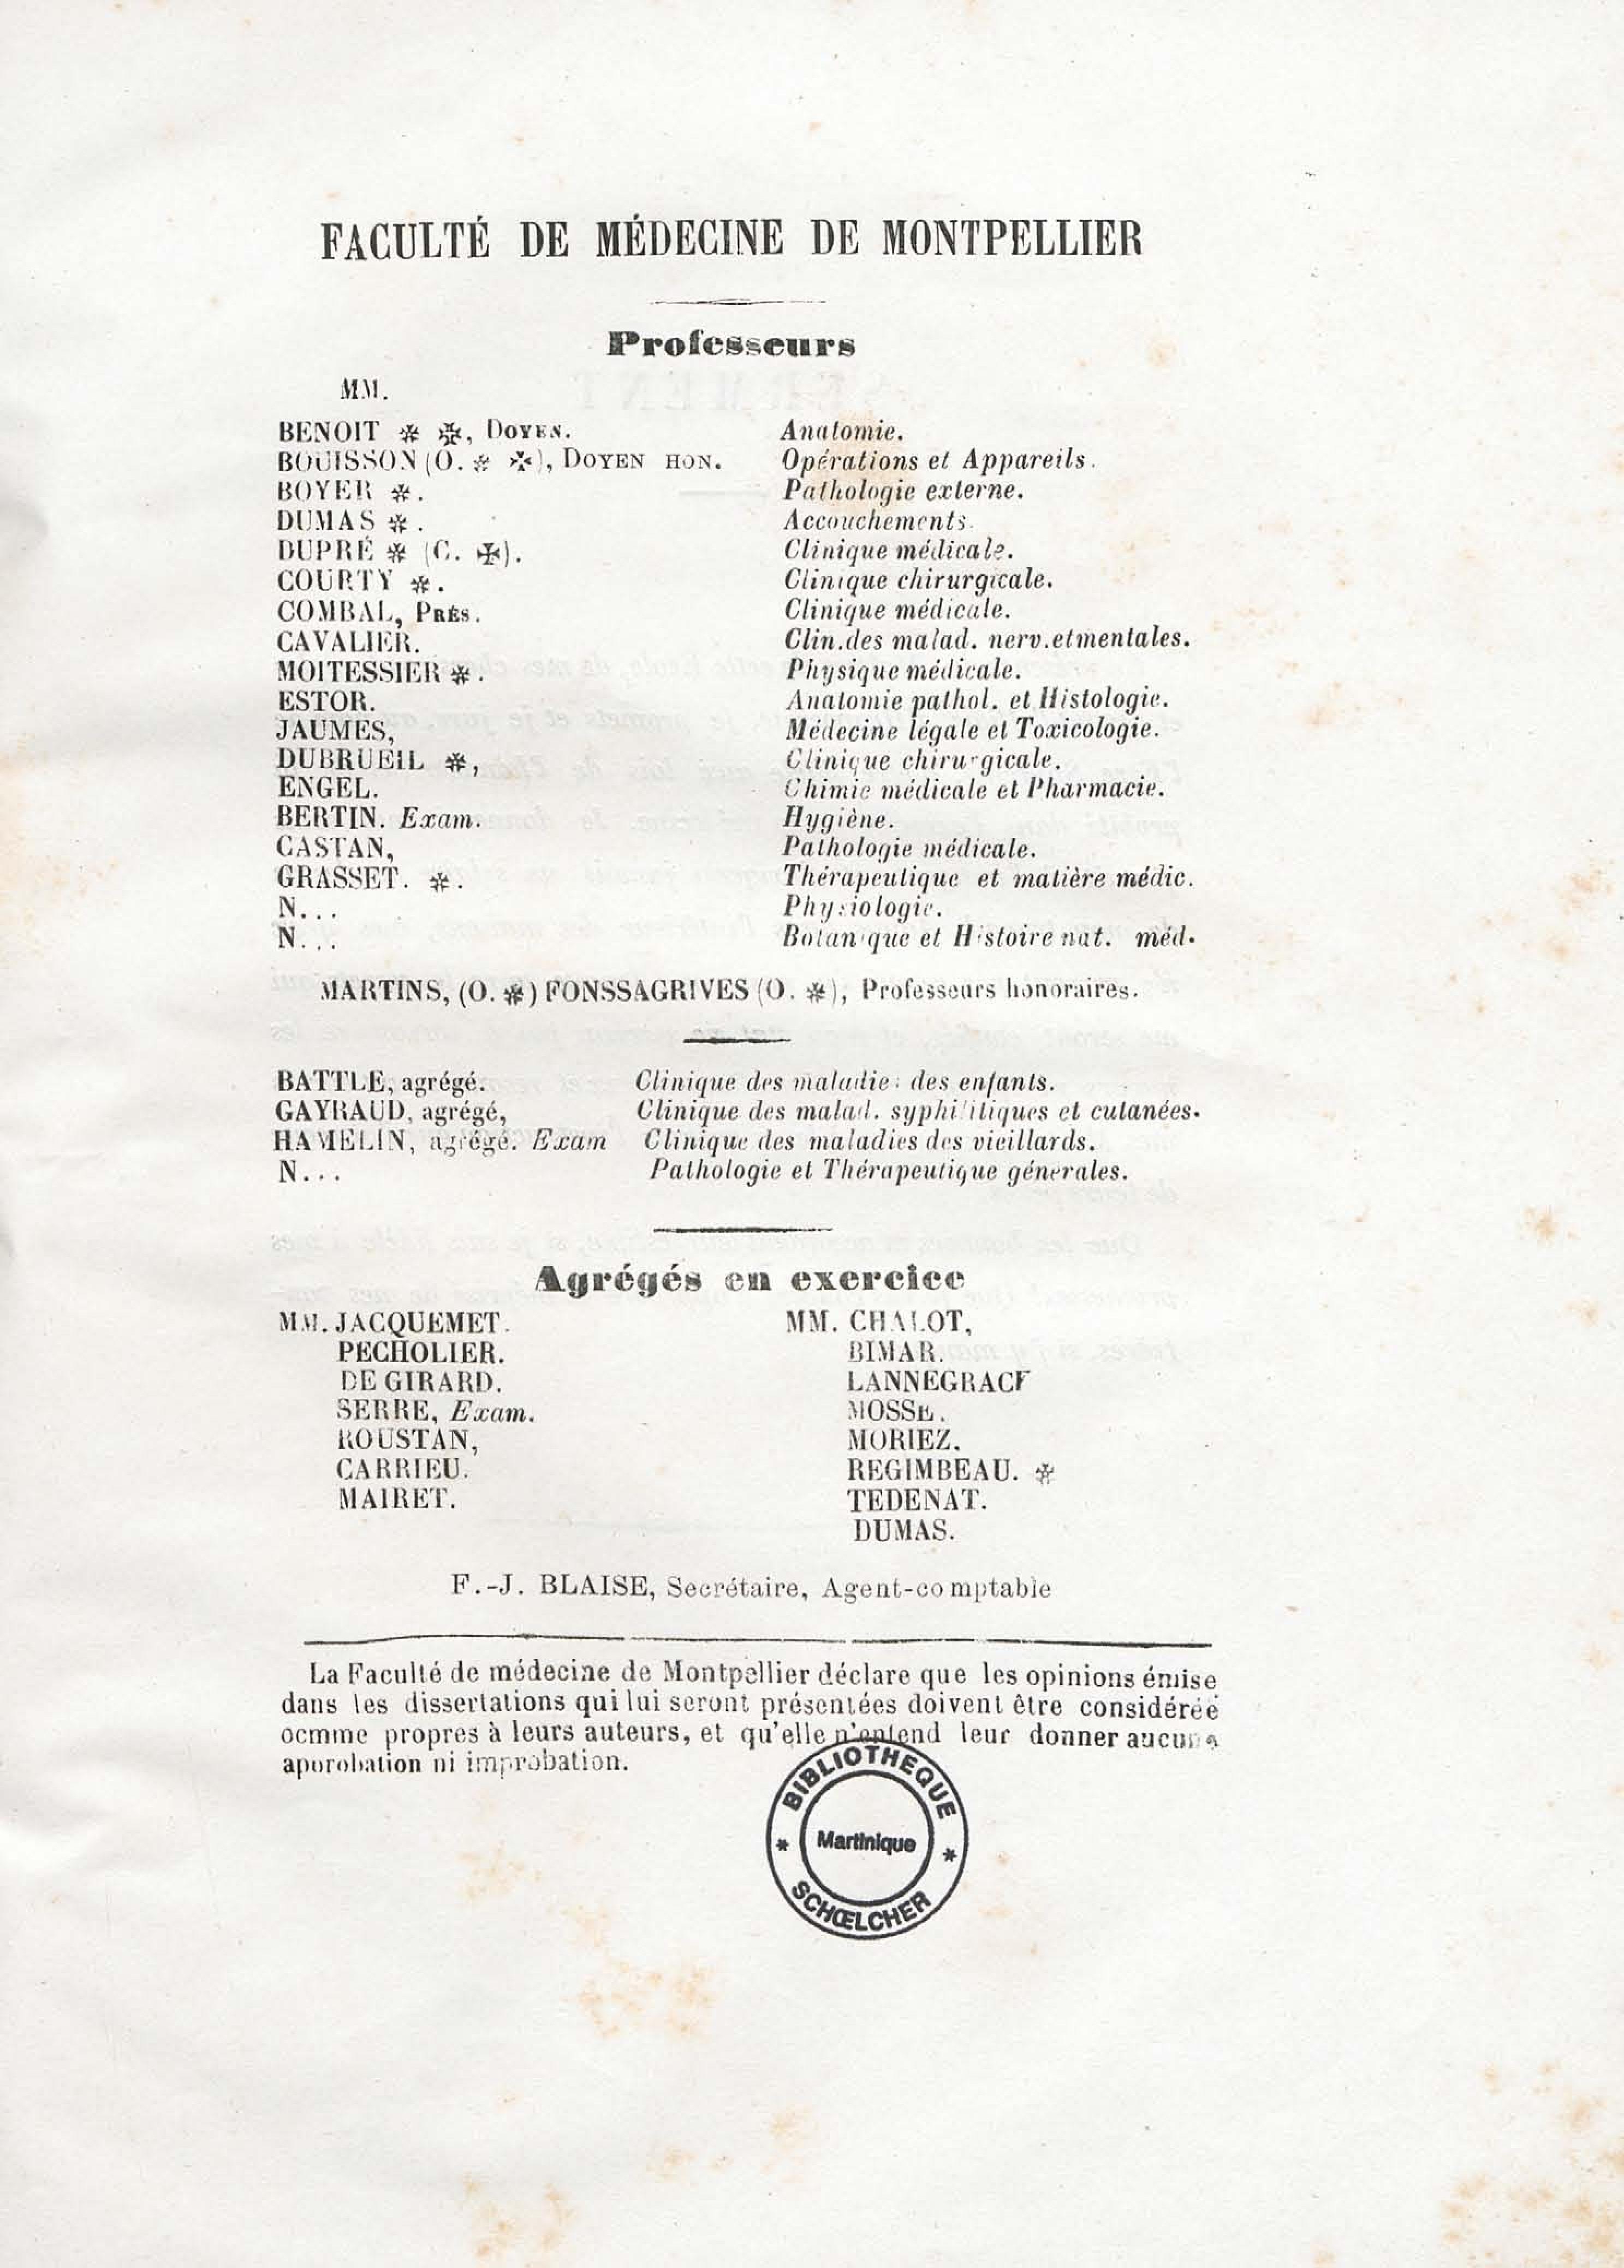 FACULTÉ DE MÉDECINE DE MONTPELLIER
Professeurs
MM.
BENOIT ✻ ✠, DOYEN. Anatomie.
BOUISSON (O. ✻ ✠), DOYEN HON. Opérations et Appareils.
BOYER ✻. Pathologie externe.
DUMAS ✻. Accouchements.
DUPRÉ ✻ (C. ✠). Clinique médicale.
COURTY ✻. Clinique chirurgicale.
COMBAL, PRÉS. Clinique médicale.
CAVALIER. Clin. des malad. nerv. et mentales.
MOITESSIER ✻. Physique médicale.
ESTOR. Anatomie pathol. et Histologie.
JAUMES, Médecine légale et Toxicologie.
DUBRUEIL ✻, Clinique chirurgicale.
ENGEL. Chimie médicale et Pharmacie.
BERTIN. Exam. Hygiène.
CASTAN, Pathologie médicale.
GRASSET. ✻. Thérapeutique et matière médic.
N... Physiologie.
N... Botanique et Histoire nat. méd.
MARTINS, (O. ✻) FONSSAGRIVES (O. ✻), Professeurs honoraires.
BATTLE, agrégé. Clinique des maladies des enfants.
GAYRAUD, agrégé, Clinique des malad. syphilitiques et cutanées.
HAMELIN, agrégé. Exam Clinique des maladies des vieillards.
N... Pathologie et Thérapeutique génerales.
Agrégés en exercice
MM. JACQUEMET. MM. CHALOT,
PECHOLIER. BIMAR.
DE GIRARD. LANNEGRACE
SERRE, Exam. MOSSE.
ROUSTAN, MORIEZ.
CARRIEU. REGIMBEAU. ✻
MAIRET. TEDENAT.
DUMAS.
F.-J. BLAISE, Secrétaire, Agent-comptable
La Faculté de médecine de Montpellier déclare que les opinions émise
dans les dissertations qui lui seront présentées doivent être considérée
ocmme propres à leurs auteurs, et qu'elle n'entend leur donner aucune
aporobation ni improbation.
BIBLIOTHEQUE
Martinique
SCHŒLCHER